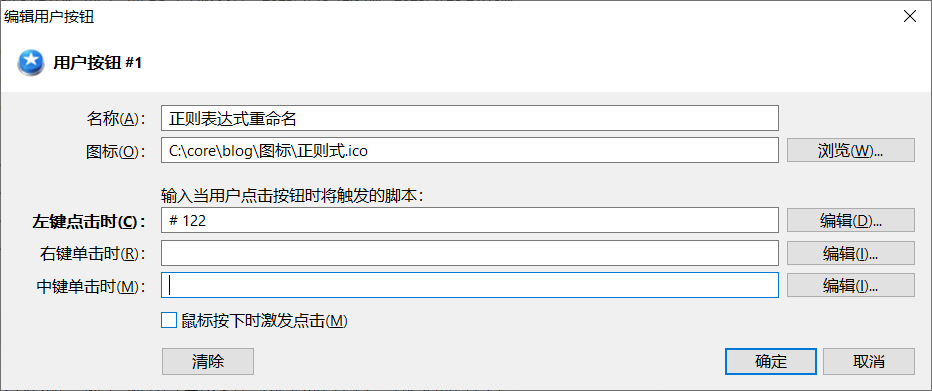 编辑用户按钮
用户按钮 #1
名称(A): 正则表达式重命名
图标(O): C:\core\blog\图标\正则式.ico 浏览(W)...
输入当用户点击按钮时将触发的脚本:
左键点击时(C): # 122 编辑(D)...
右键单击时(R): 编辑(I)...
中键单击时(M): 编辑(I)...
鼠标按下时激发点击(M)
清除 确定 取消